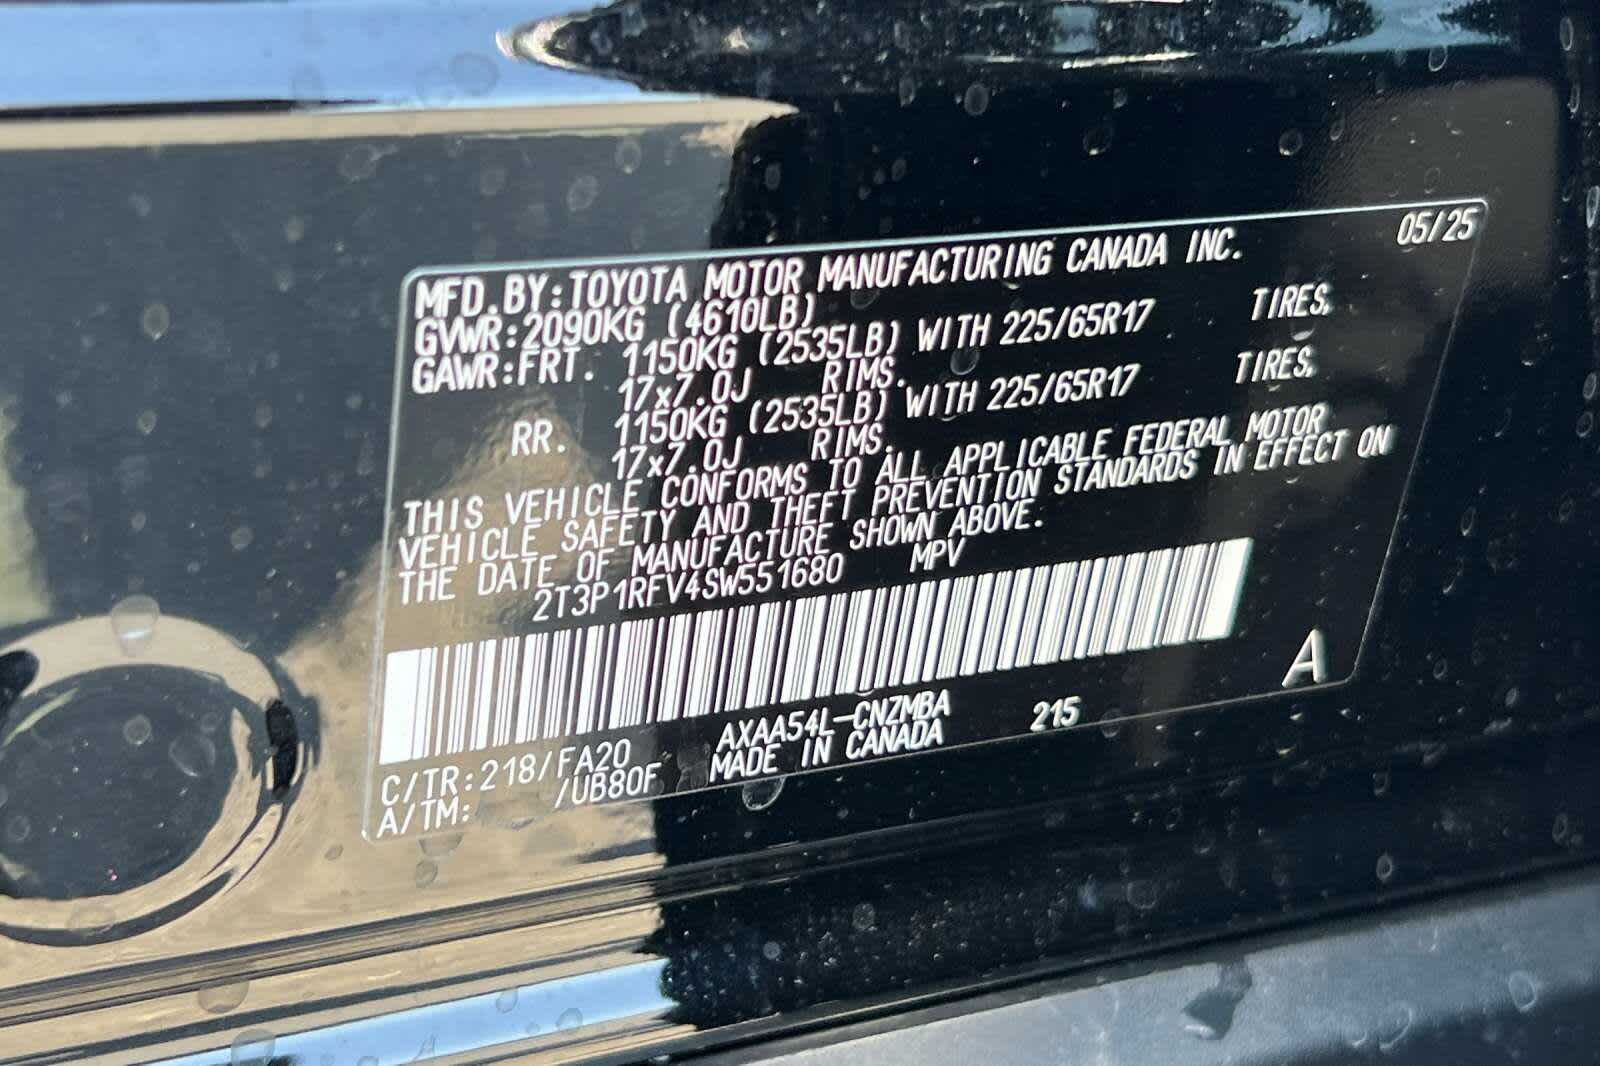 05/25
MFD.BY:TOYOTA MOTOR MANUFACTURING CANADA INC.
GVWR:2090KG (4610LB)
GAWR:FRT. 1150KG (2535LB) WITH 225/65R17 TIRES,
17x7.0J RIMS.
RR. 1150KG (2535LB) WITH 225/65R17 TIRES,
17x7.0J RIMS.
THIS VEHICLE CONFORMS TO ALL APPLICABLE FEDERAL MOTOR
VEHICLE SAFETY AND THEFT PREVENTION STANDARDS IN EFFECT ON
THE DATE OF MANUFACTURE SHOWN ABOVE.
2T3P1RFV4SW551680 MPV
A
C/TR:218/FA20 AXAA54L-CNZMBA 215
A/TM: /UB80F MADE IN CANADA